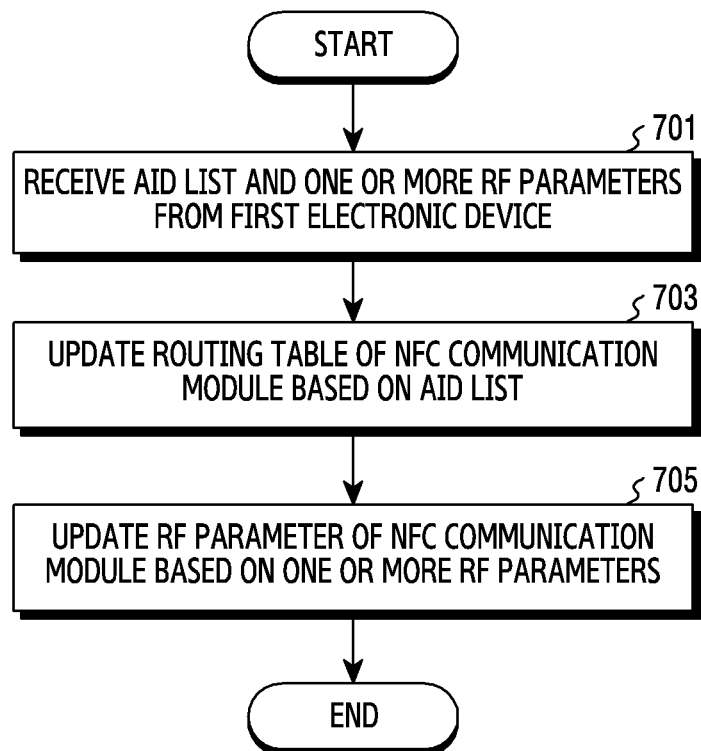 START
701
RECEIVE AID LIST AND ONE OR MORE RF PARAMETERS
FROM FIRST ELECTRONIC DEVICE
703
UPDATE ROUTING TABLE OF NFC COMMUNICATION
MODULE BASED ON AID LIST
705
UPDATE RF PARAMETER OF NFC COMMUNICATION
MODULE BASED ON ONE OR MORE RF PARAMETERS
END